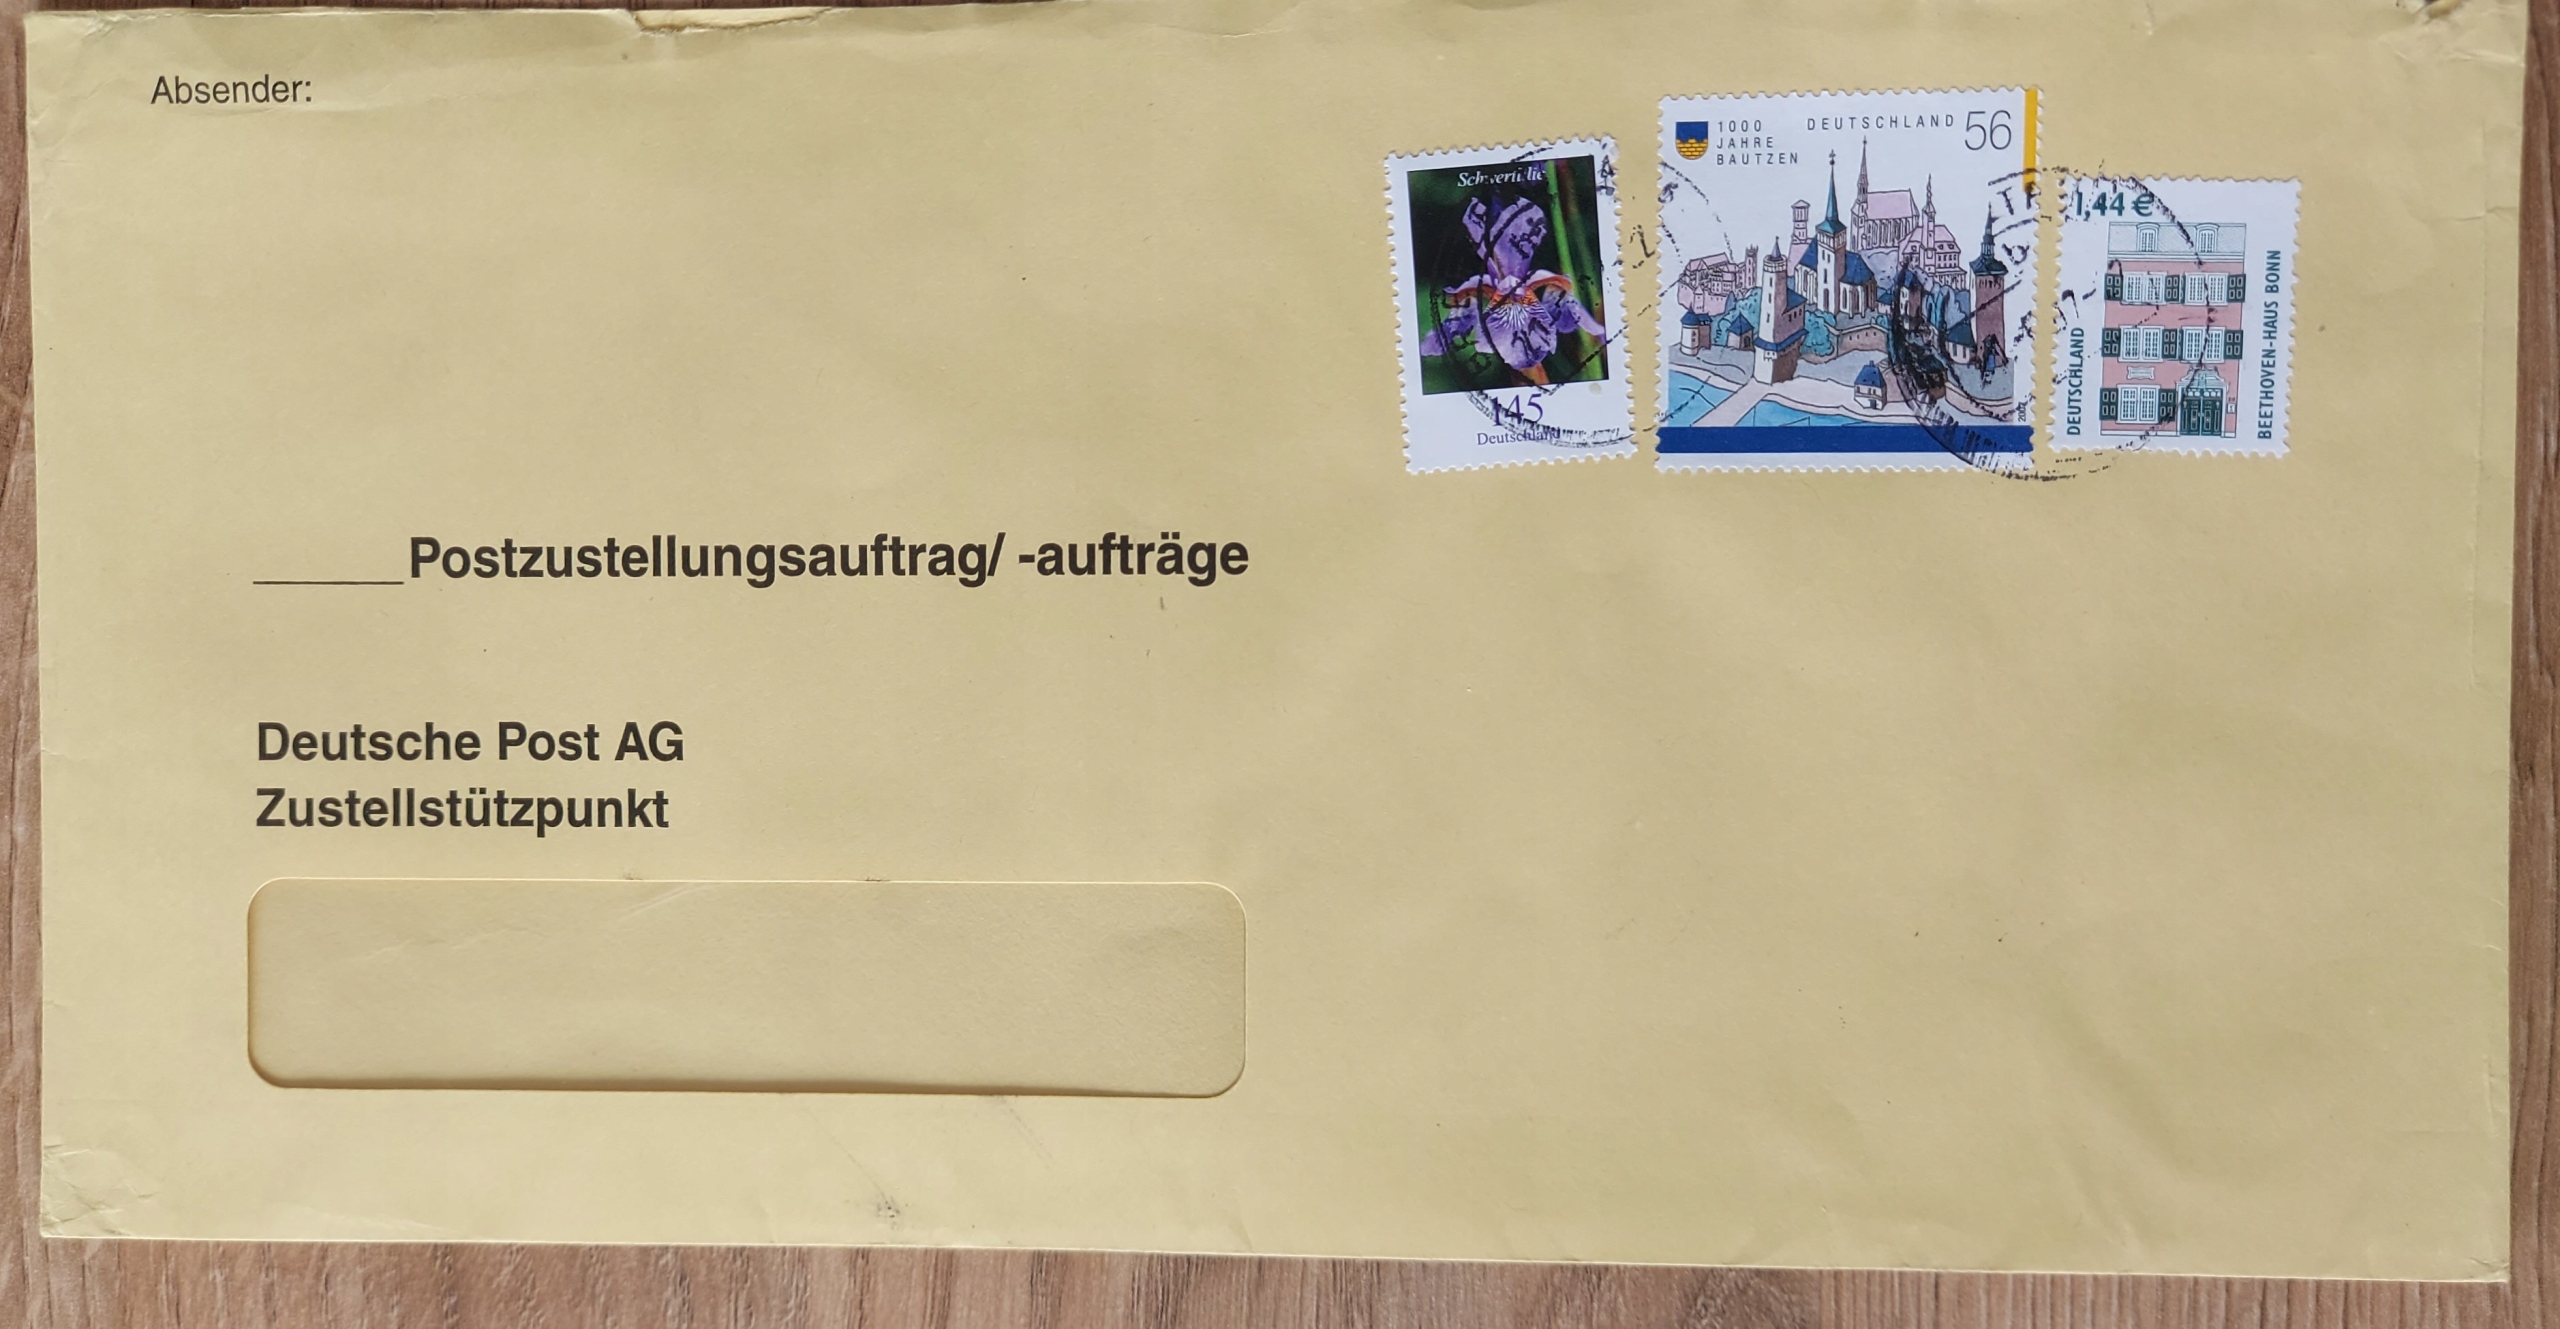 Absender:
Schwertlilie
145
Deutschland
1000
JAHRE
BAUTZEN
DEUTSCHLAND 56
1,44 €
DEUTSCHLAND
BEETHOVEN-HAUS BONN
Postzustellungsauftrag/ -aufträge
Deutsche Post AG
Zustellstützpunkt